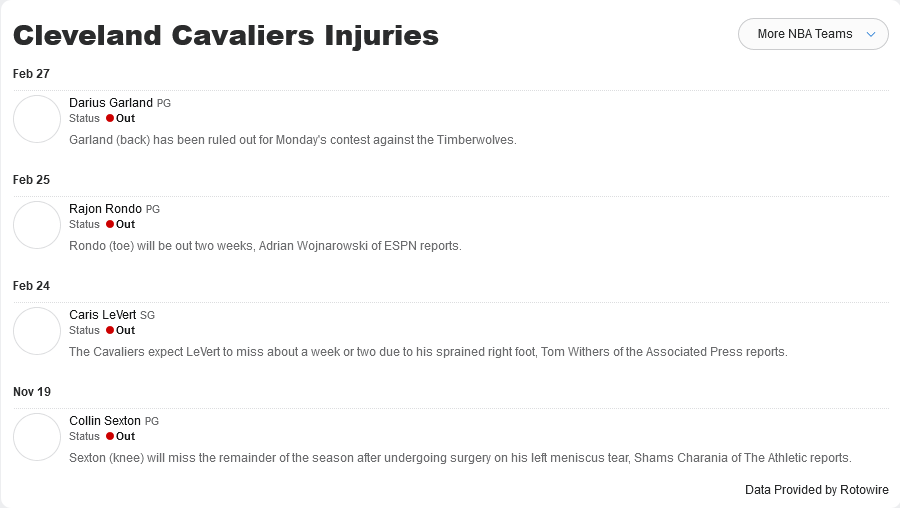 Cleveland Cavaliers Injuries
More NBA Teams
Feb 27
Darius Garland PG
Status Out
Garland (back) has been ruled out for Monday's contest against the Timberwolves.
Feb 25
Rajon Rondo PG
Status Out
Rondo (toe) will be out two weeks, Adrian Wojnarowski of ESPN reports.
Feb 24
Caris LeVert SG
Status Out
The Cavaliers expect LeVert to miss about a week or two due to his sprained right foot, Tom Withers of the Associated Press reports.
Nov 19
Collin Sexton PG
Status Out
Sexton (knee) will miss the remainder of the season after undergoing surgery on his left meniscus tear, Shams Charania of The Athletic reports.
Data Provided by Rotowire